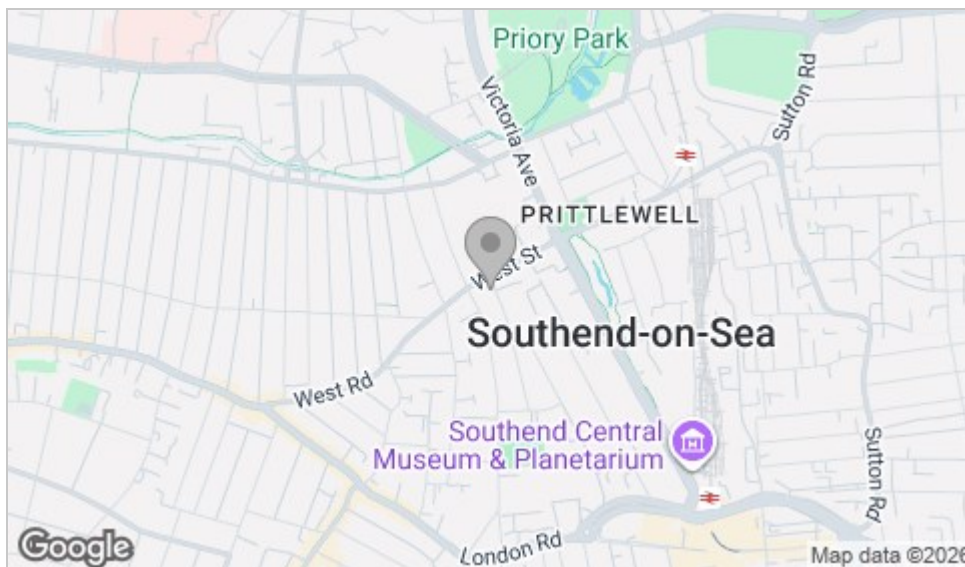 Priory Park
Victoria Ave
Sutton Rd
PRITTLEWELL
West St
Southend-on-Sea
West Rd
Southend Central
Museum & Planetarium
Sutton Rd
London Rd
Google
Map data ©2026